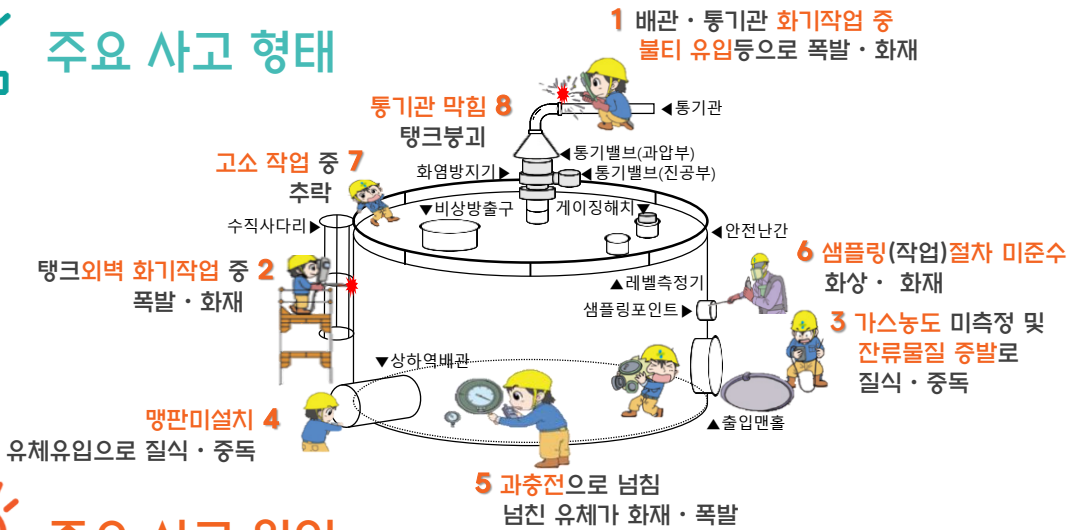 주요 사고 형태
1 배관・통기관 화기작업 중
불티 유입등으로 폭발・화재
통기관 막힘 8
탱크붕괴
◀통기관
◀통기밸브(과압부)
화염방지기▶
◀통기밸브(진공부)
고소 작업 중 7
추락
▼비상방출구
게이징해치▼
수직사다리▶
◀안전난간
탱크외벽 화기작업 중 2
폭발・화재
6 샘플링(작업)절차 미준수
화상・ 화재
▲레벨측정기
샘플링포인트▶
3 가스농도 미측정 및
잔류물질 증발로
질식・중독
▼상하역배관
▲출입맨홀
맹판미설치 4
유체유입으로 질식・중독
5 과충전으로 넘침
넘친 유체가 화재・폭발
주요 사고 원인